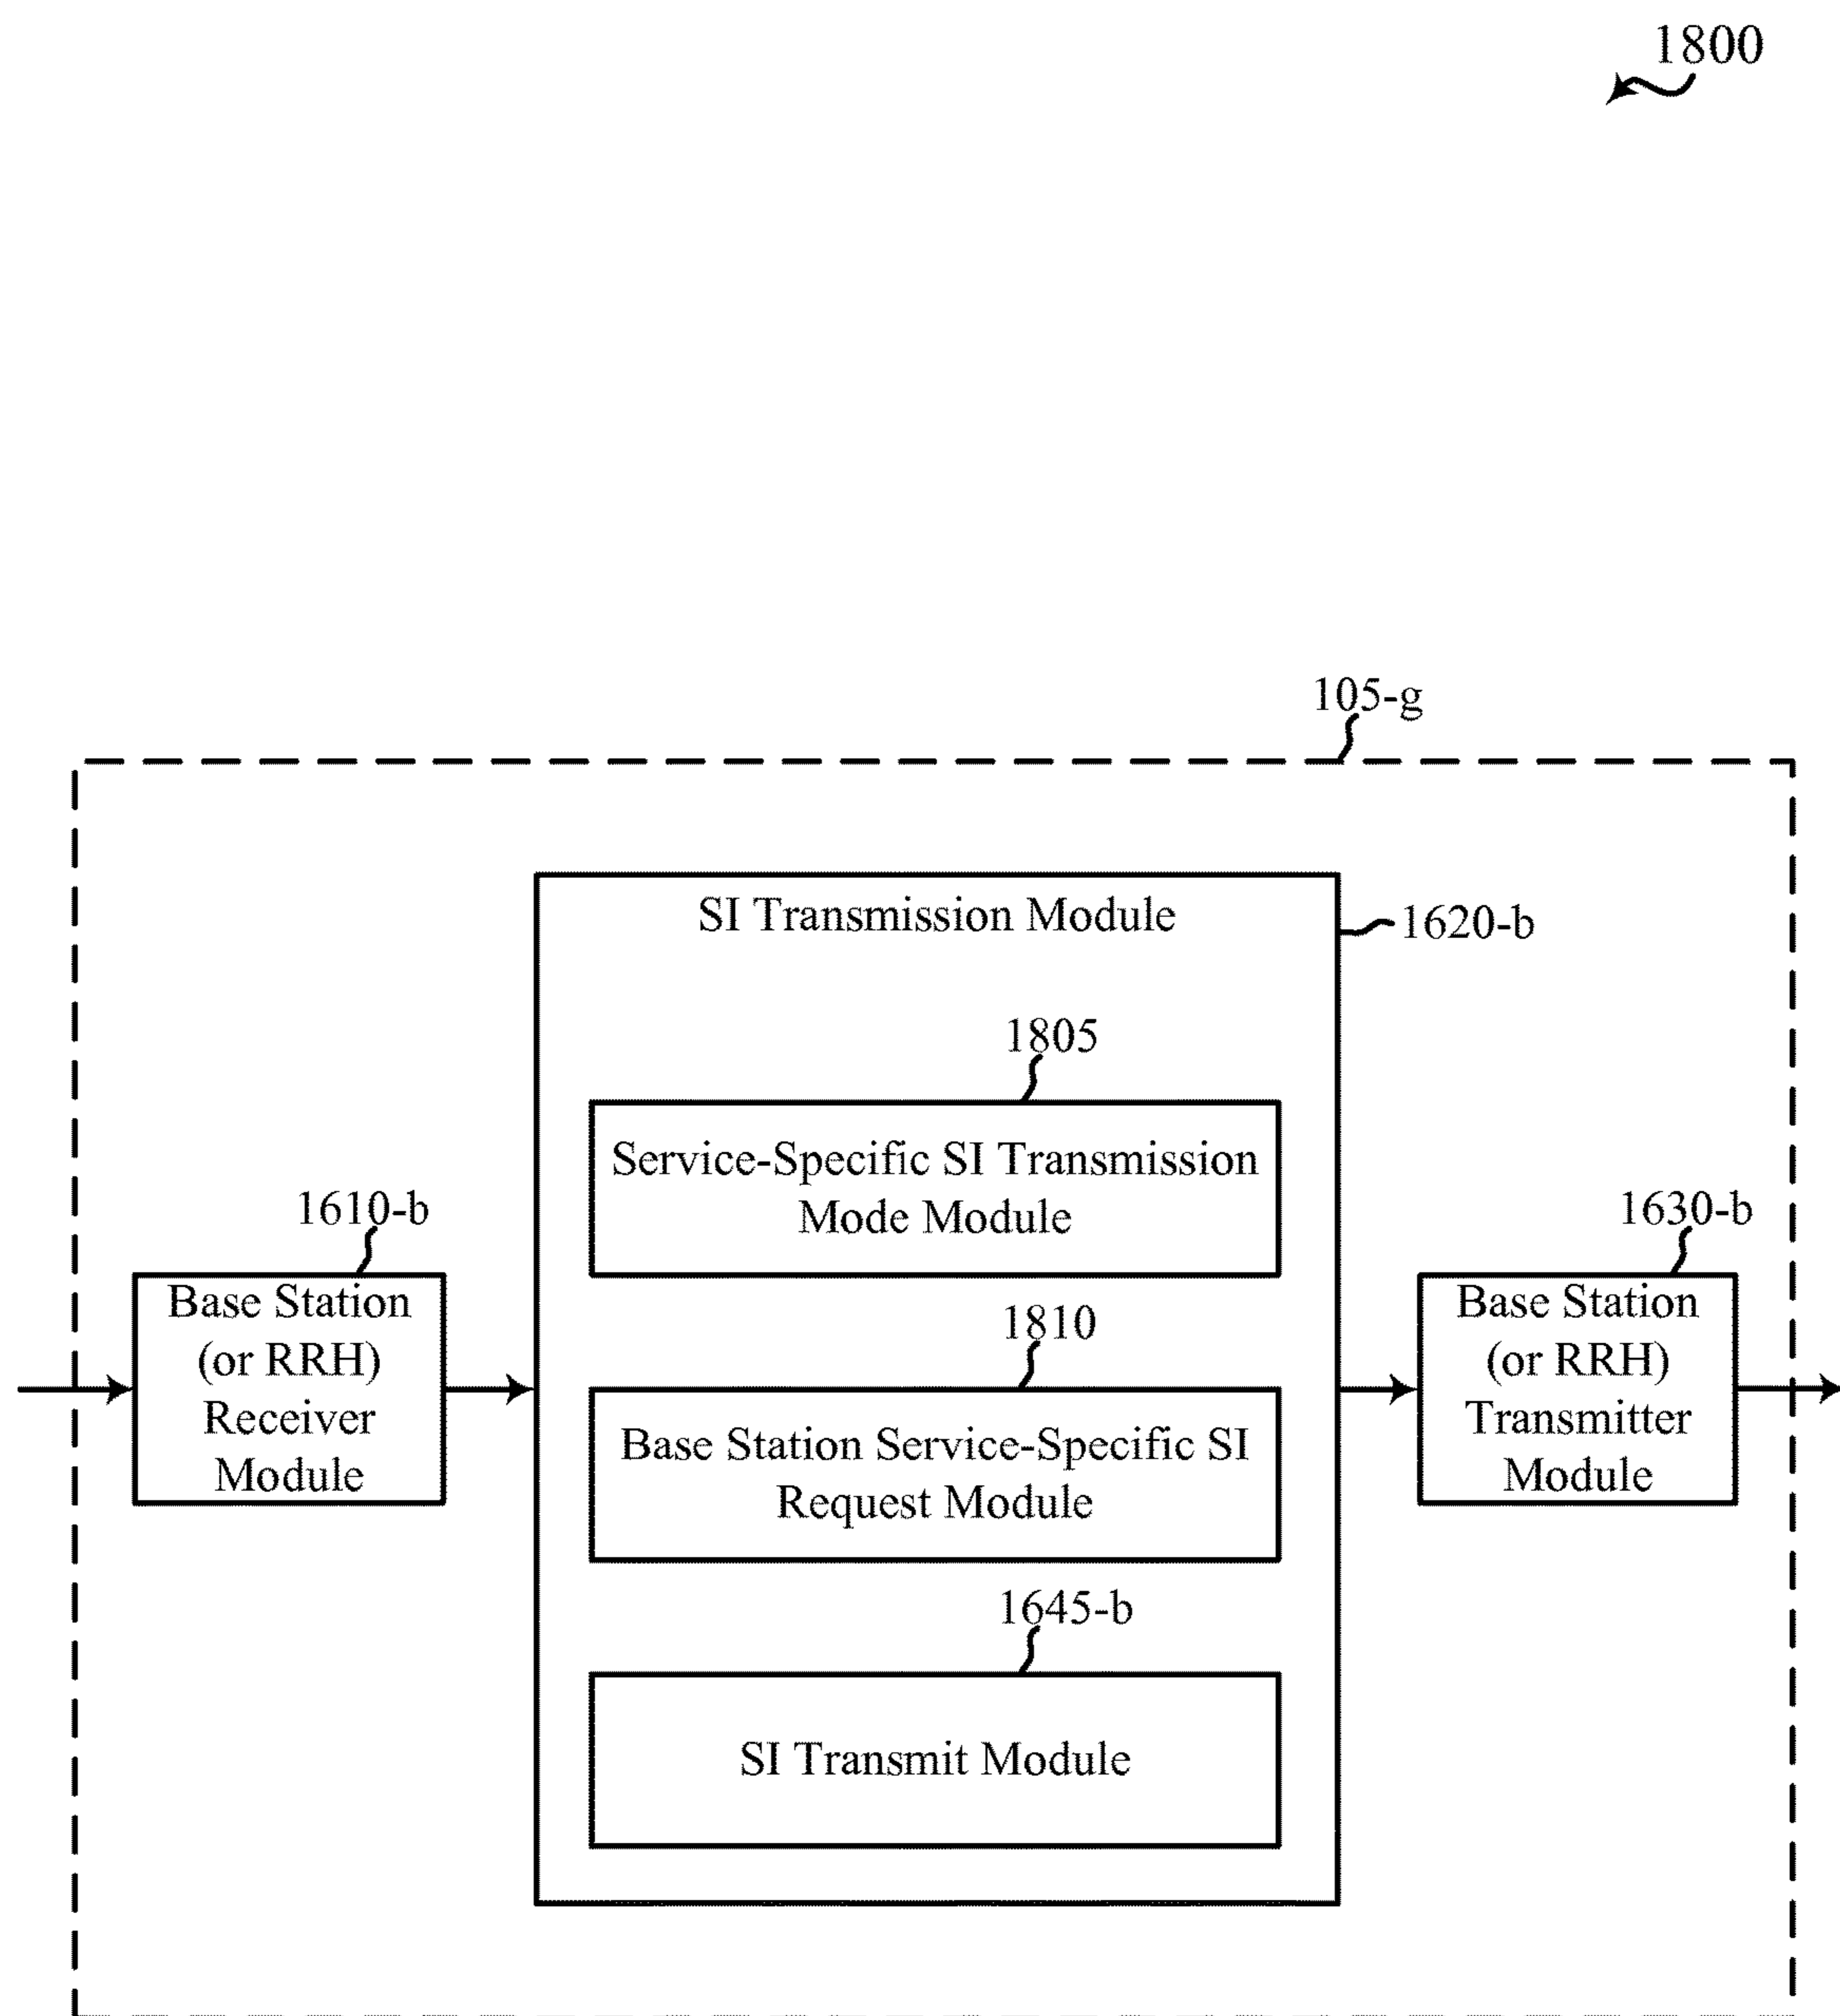 1800
105-g
SI Transmission Module
1620-b
1805
Service-Specific SI Transmission
Mode Module
1610-b
Base Station
(or RRH)
Receiver
Module
1810
Base Station Service-Specific SI
Request Module
1630-b
Base Station
(or RRH)
Transmitter
Module
1645-b
SI Transmit Module